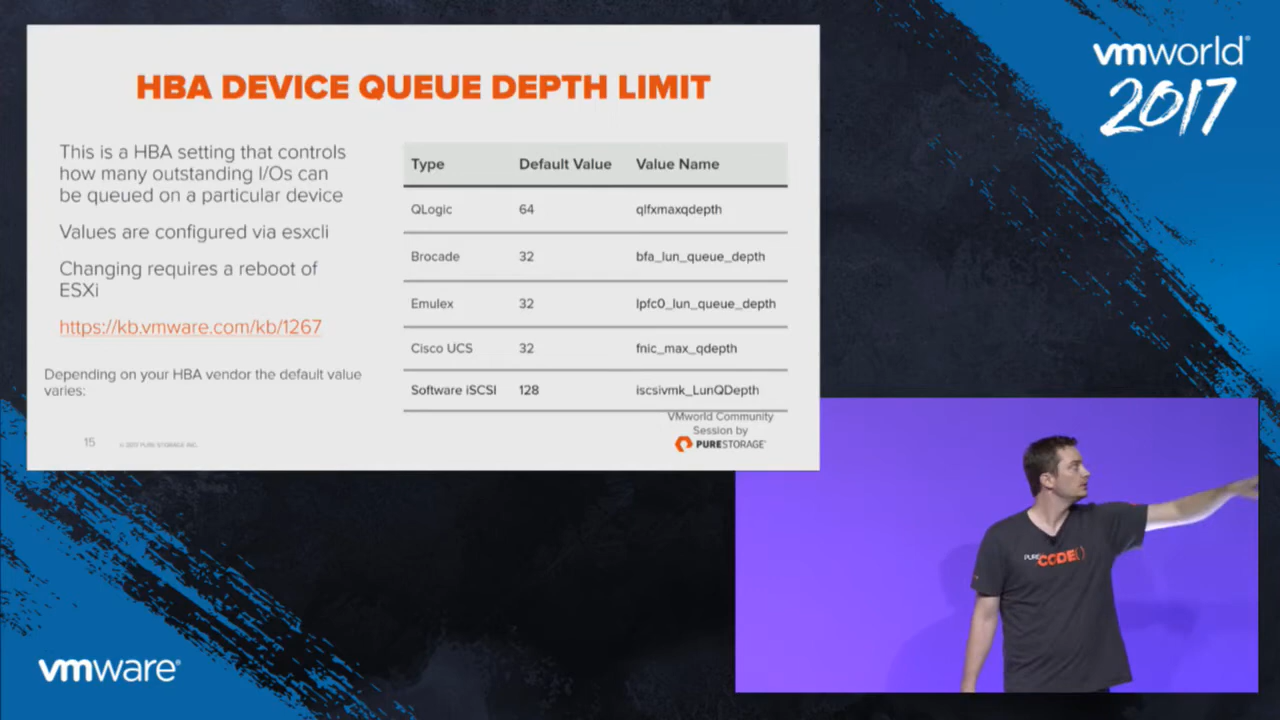 HBA DEVICE QUEUE DEPTH LIMIT
This is a HBA setting that controls
how many outstanding I/Os can
be queued on a particular device
Values are configured via esxcli
Changing requires a reboot of
ESXi
https://kb.vmware.com/kb/1267
Depending on your HBA vendor the default value
varies:
Type Default Value Value Name
QLogic 64 qlfxmaxqdepth
Brocade 32 bfa_lun_queue_depth
Emulex 32 lpfc0_lun_queue_depth
Cisco UCS 32 fnic_max_qdepth
Software iSCSI 128 iscsivmk_LunQDepth
VMworld Community
Session by
PURESTORAGE®
15 © 2017 PURE STORAGE INC.
vmworld®
2017
PURE
CODE()
vmware®